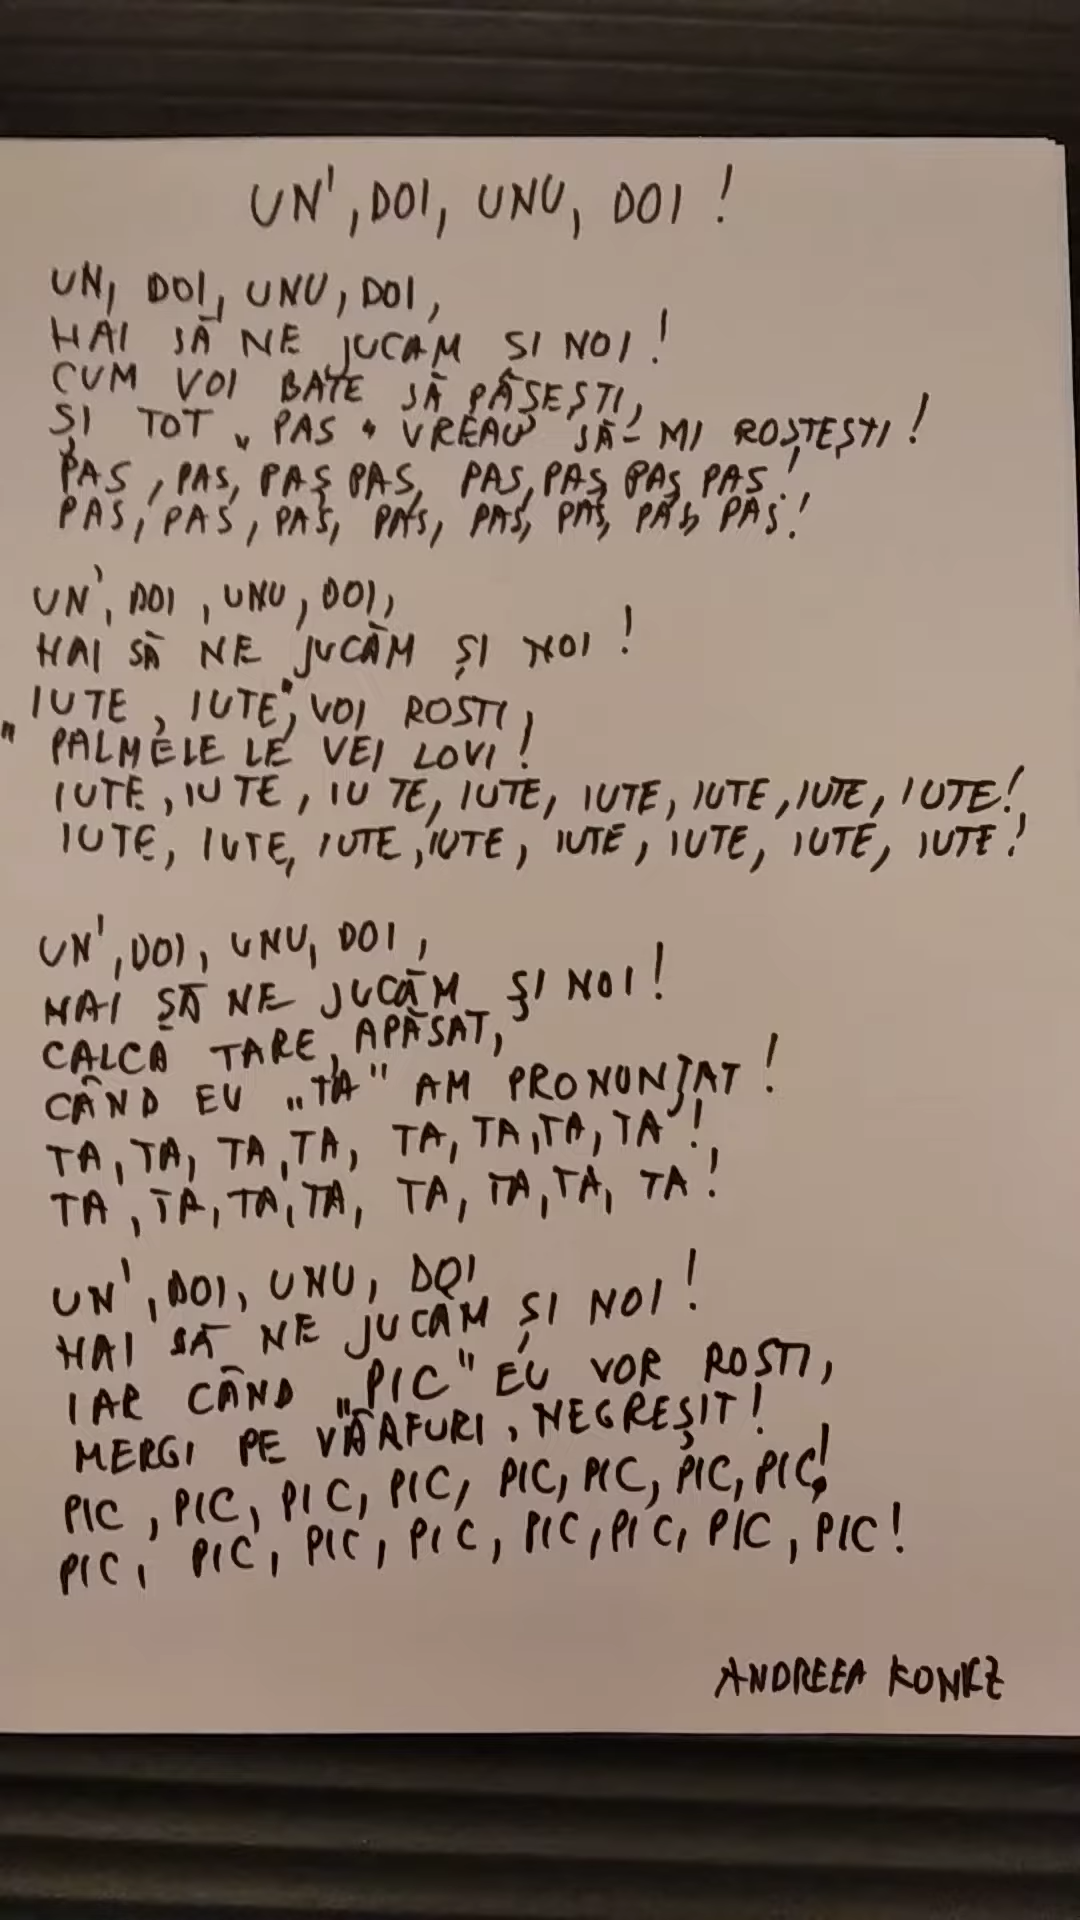 UN', DOI, UNU, DOI!
UN, DOI, UNU, DOI,
HAI SĂ NE JUCAM SI NOI!
CUM VOI BATE SĂ PĂȘEȘTI,
ȘI TOT „PAS" VREAU SĂ-MI ROSTEȘTI!
PAS, PAS, PAS, PAS, PAS, PAS, PAS, PAS!
PAS, PAS, PAS, PAS, PAS, PAS, PAS, PAS!
UN', DOI, UNU, DOI,
HAI SĂ NE JUCĂM ȘI NOI!
IUTE, IUTE", VOI ROSTI,
" PALMELE LE VEI LOVI!
IUTE, IUTE, IUTE, IUTE, IUTE, IUTE, IUTE, IUTE!
IUTE, IUTE, IUTE, IUTE, IUTE, IUTE, IUTE, IUTE!
UN', DOI, UNU, DOI,
HAI SĂ NE JUCĂM ȘI NOI!
CALCĂ TARE, APĂSAT,
CÂND EU „TA" AM PRONUNȚAT!
TA, TA, TA, TA, TA, TA, TA, TA!
TA, TA, TA, TA, TA, TA, TA, TA!
UN', DOI, UNU, DOI
HAI SĂ NE JUCĂM ȘI NOI!
IAR CÂND „PIC" EU VOR ROSTI,
MERGI PE VÂAFURI, NEGREȘIT!
PIC, PIC, PIC, PIC, PIC, PIC, PIC, PIC!
PIC, PIC, PIC, PIC, PIC, PIC, PIC, PIC!
ANDREEA KONKZ